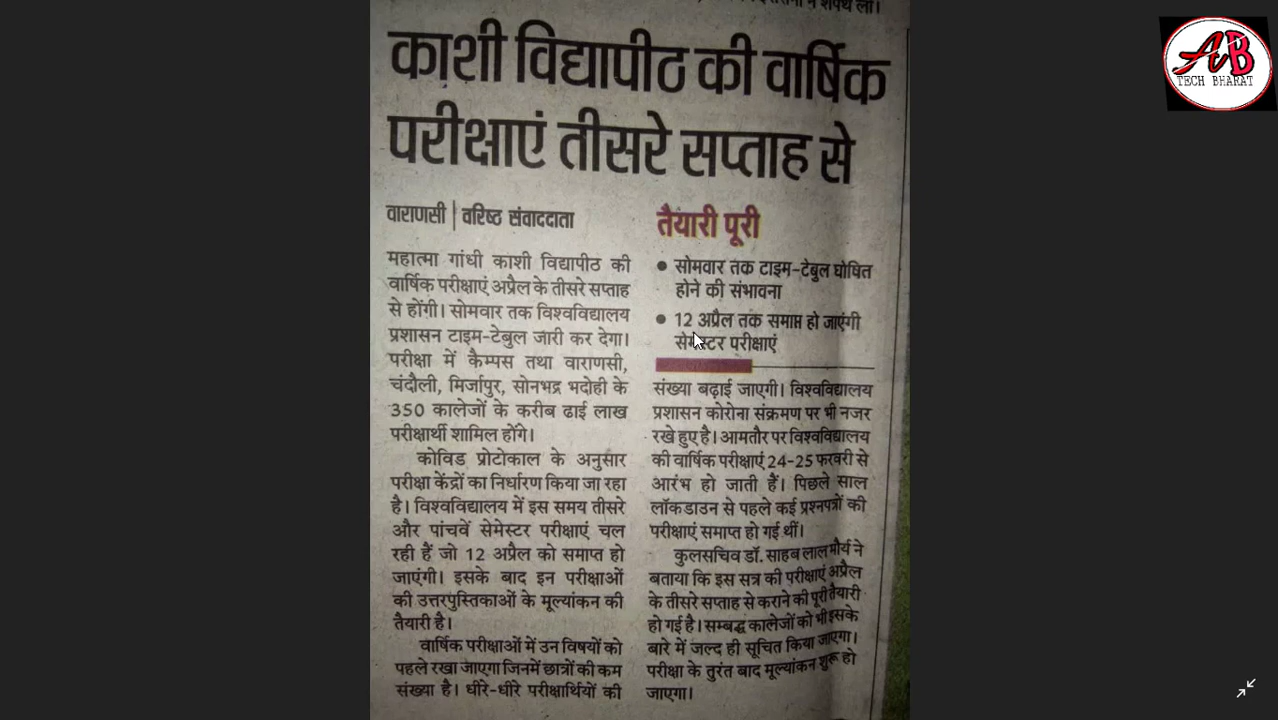 शपथ ली।
काशी विद्यापीठ की वार्षिक
परीक्षाएं तीसरे सप्ताह से
वाराणसी | वरिष्ठ संवाददाता
महात्मा गांधी काशी विद्यापीठ की
वार्षिक परीक्षाएं अप्रैल के तीसरे सप्ताह
से होंगी। सोमवार तक विश्वविद्यालय
प्रशासन टाइम-टेबुल जारी कर देगा।
परीक्षा में कैम्पस तथा वाराणसी,
चंदौली, मिर्जापुर, सोनभद्र भदोही के
350 कालेजों के करीब ढाई लाख
परीक्षार्थी शामिल होंगे।
कोविड प्रोटोकाल के अनुसार
परीक्षा केंद्रों का निर्धारण किया जा रहा
है। विश्वविद्यालय में इस समय तीसरे
और पांचवें सेमेस्टर परीक्षाएं चल
रही हैं जो 12 अप्रैल को समाप्त हो
जाएंगी। इसके बाद इन परीक्षाओं
की उत्तरपुस्तिकाओं के मूल्यांकन की
तैयारी है।
वार्षिक परीक्षाओं में उन विषयों को
पहले रखा जाएगा जिनमें छात्रों की कम
संख्या है। धीरे-धीरे परीक्षार्थियों की
तैयारी पूरी
● सोमवार तक टाइम-टेबुल घोषित
होने की संभावना
● 12 अप्रैल तक समाप्त हो जाएंगी
सेमेस्टर परीक्षाएं
संख्या बढ़ाई जाएगी। विश्वविद्यालय
प्रशासन कोरोना संक्रमण पर भी नजर
रखे हुए है। आमतौर पर विश्वविद्यालय
की वार्षिक परीक्षाएं 24-25 फरवरी से
आरंभ हो जाती हैं। पिछले साल
लॉकडाउन से पहले कई प्रश्नपत्रों की
परीक्षाएं समाप्त हो गई थीं।
कुलसचिव डॉ. साहब लाल मौर्य ने
बताया कि इस सत्र की परीक्षाएं अप्रैल
के तीसरे सप्ताह से कराने की पूरी तैयारी
हो गई है। सम्बद्ध कालेजों को भी इसके
बारे में जल्द ही सूचित किया जाएगा।
परीक्षा के तुरंत बाद मूल्यांकन शुरू हो
जाएगा।
AB
TECH BHARAT